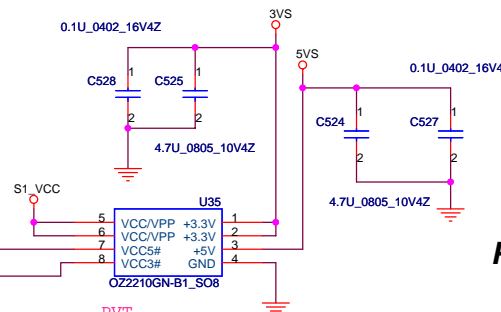 3VS
0.1U_0402_16V4Z
5VS
0.1U_0402_16V4
C528 1 2
C525 1 2
C524 1 2
C527 1 2
4.7U_0805_10V4Z
4.7U_0805_10V4Z
S1_VCC
U35
5 VCC/VPP +3.3V 1
6 VCC/VPP +3.3V 2
7 VCC5# +5V 3
8 VCC3# GND 4
OZ2210GN-B1_SO8